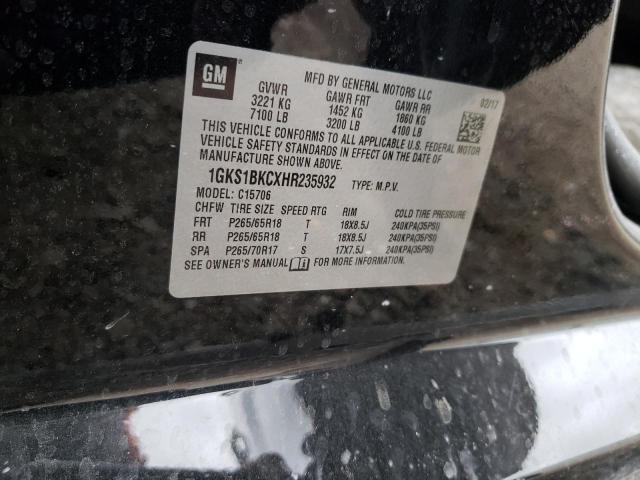 GM
MFD BY GENERAL MOTORS LLC
02/17
GVWR GAWR FRT GAWR RR
3221 KG 1452 KG 1860 KG
7100 LB 3200 LB 4100 LB
THIS VEHICLE CONFORMS TO ALL APPLICABLE U.S. FEDERAL MOTOR
VEHICLE SAFETY STANDARDS IN EFFECT ON THE DATE OF
MANUFACTURE SHOWN ABOVE.
1GKS1BKCXHR235932 TYPE: M.P.V.
MODEL: C15706
CHFW TIRE SIZE SPEED RTG RIM COLD TIRE PRESSURE
FRT P265/65R18 T 18X8.5J 240KPA(35PSI)
RR P265/65R18 T 18X8.5J 240KPA(35PSI)
SPA P265/70R17 S 17X7.5J 240KPA(35PSI)
SEE OWNER'S MANUAL FOR MORE INFORMATION.